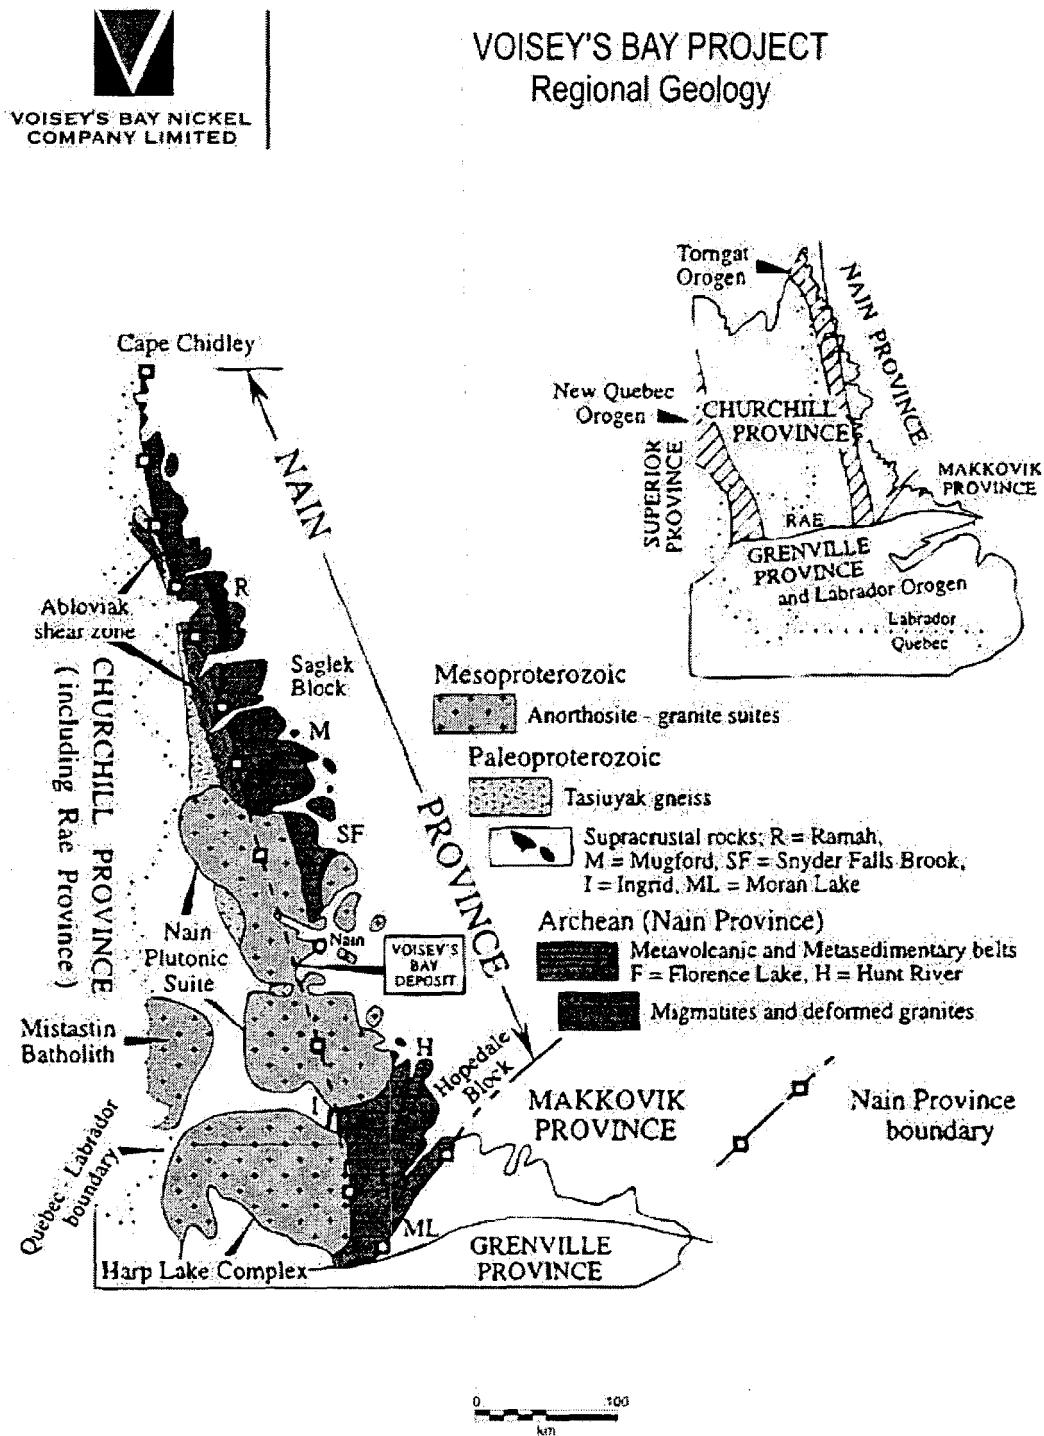 VOISEY'S BAY NICKEL
COMPANY LIMITED
VOISEY'S BAY PROJECT
Regional Geology
Torngat
Orogen
NAIN PROVINCE
New Quebec
Orogen
CHURCHILL
PROVINCE
SUPERIOR
PROVINCE
MAKKOVIK
PROVINCE
RAE
GRENVILLE
PROVINCE
and Labrador Orogen
Labrador
Quebec
Cape Chidley
NAIN PROVINCE
R
Abloviak
shear zone
Saglek
Block
M
SF
CHURCHILL PROVINCE
(including Rae Province)
Nain
Plutonic
Suite
Nain
VOISEY'S
BAY
DEPOSIT
Mistastin
Batholith
H
Hopedale
Block
I
Quebec - Labrador
boundary
ML
Harp Lake Complex
MAKKOVIK
PROVINCE
GRENVILLE
PROVINCE
Mesoproterozoic
Anorthosite - granite suites
Paleoproterozoic
Tasiuyak gneiss
Supracrustal rocks; R = Ramah,
M = Mugford, SF = Snyder Falls Brook,
I = Ingrid, ML = Moran Lake
Archean (Nain Province)
Metavolcanic and Metasedimentary belts
F = Florence Lake, H = Hunt River
Migmatites and deformed granites
Nain Province
boundary
0 100
km